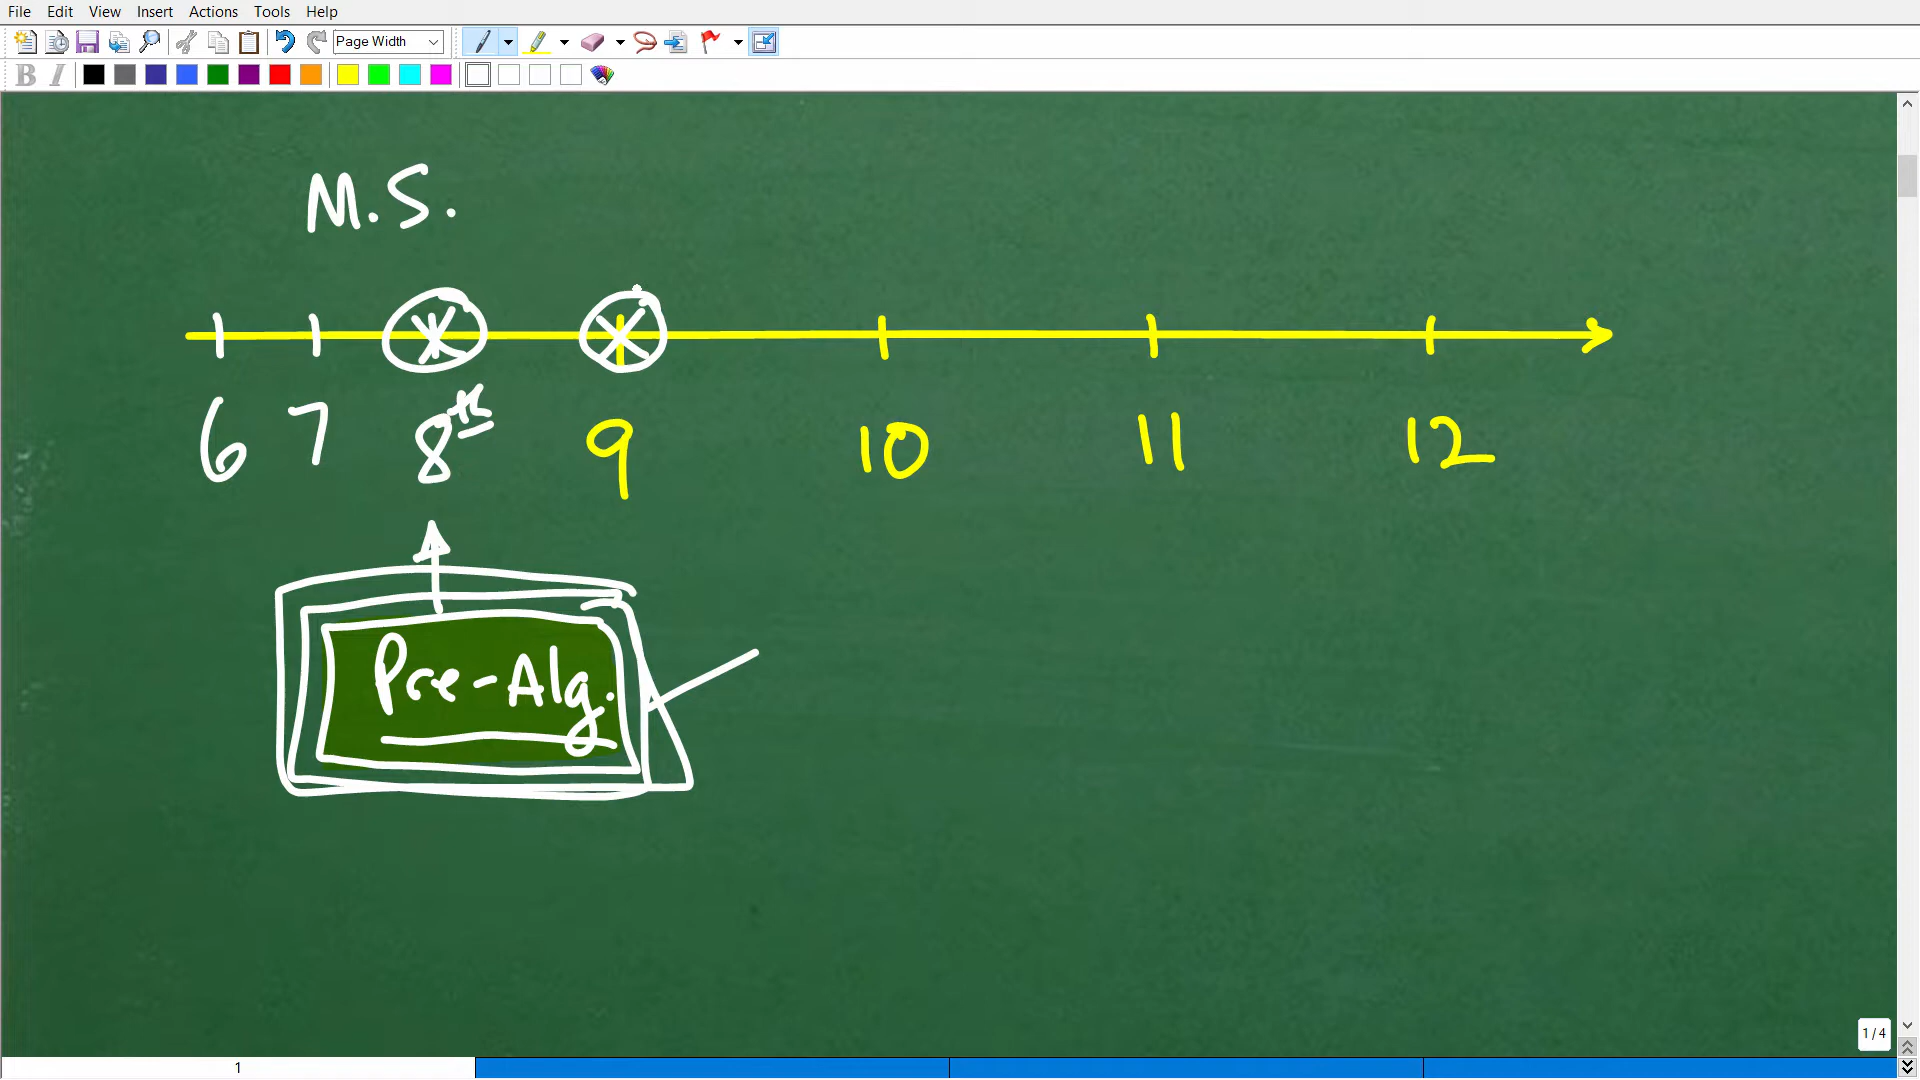 File Edit View Insert Actions Tools Help
Page Width
B I
M.S.
6 7 8th 9 10 11 12
Pre-Alg.
1 / 4
1